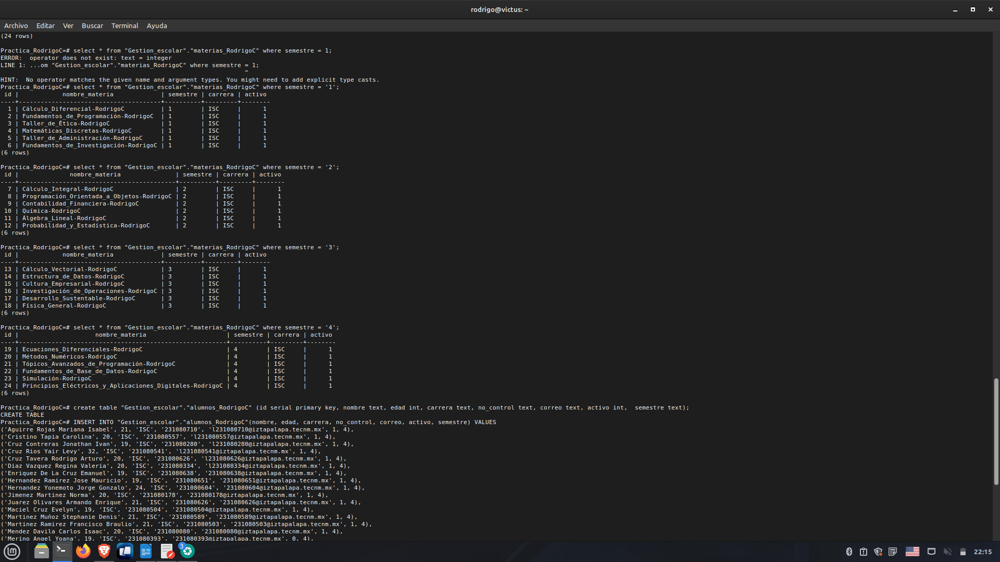 rodrigo@victus: ~
Archivo Editar Ver Buscar Terminal Ayuda
(24 rows)
Practica_RodrigoC=# select * from "Gestion_escolar"."materias_RodrigoC" where semestre = 1;
ERROR:  operator does not exist: text = integer
LINE 1: ...om "Gestion_escolar"."materias_RodrigoC" where semestre = 1;
^
HINT:  No operator matches the given name and argument types. You might need to add explicit type casts.
Practica_RodrigoC=# select * from "Gestion_escolar"."materias_RodrigoC" where semestre = '1';
 id |            nombre_materia             | semestre | carrera | activo
----+---------------------------------------+----------+---------+--------
  1 | Cálculo_Diferencial-RodrigoC          | 1        | ISC     |      1
  2 | Fundamentos_de_Programación-RodrigoC  | 1        | ISC     |      1
  3 | Taller_de_Ética-RodrigoC              | 1        | ISC     |      1
  4 | Matemáticas_Discretas-RodrigoC        | 1        | ISC     |      1
  5 | Taller_de_Administración-RodrigoC     | 1        | ISC     |      1
  6 | Fundamentos_de_Investigación-RodrigoC | 1        | ISC     |      1
(6 rows)
Practica_RodrigoC=# select * from "Gestion_escolar"."materias_RodrigoC" where semestre = '2';
 id |              nombre_materia               | semestre | carrera | activo
----+-------------------------------------------+----------+---------+--------
  7 | Cálculo_Integral-RodrigoC                 | 2        | ISC     |      1
  8 | Programación_Orientada_a_Objetos-RodrigoC | 2        | ISC     |      1
  9 | Contabilidad_Financiera-RodrigoC          | 2        | ISC     |      1
 10 | Química-RodrigoC                          | 2        | ISC     |      1
 11 | Álgebra_Lineal-RodrigoC                   | 2        | ISC     |      1
 12 | Probabilidad_y_Estadística-RodrigoC       | 2        | ISC     |      1
(6 rows)
Practica_RodrigoC=# select * from "Gestion_escolar"."materias_RodrigoC" where semestre = '3';
 id |            nombre_materia             | semestre | carrera | activo
----+---------------------------------------+----------+---------+--------
 13 | Cálculo_Vectorial-RodrigoC            | 3        | ISC     |      1
 14 | Estructura_de_Datos-RodrigoC          | 3        | ISC     |      1
 15 | Cultura_Empresarial-RodrigoC          | 3        | ISC     |      1
 16 | Investigación_de_Operaciones-RodrigoC | 3        | ISC     |      1
 17 | Desarrollo_Sustentable-RodrigoC       | 3        | ISC     |      1
 18 | Física_General-RodrigoC               | 3        | ISC     |      1
(6 rows)
Practica_RodrigoC=# select * from "Gestion_escolar"."materias_RodrigoC" where semestre = '4';
 id |                     nombre_materia                      | semestre | carrera | activo
----+---------------------------------------------------------+----------+---------+--------
 19 | Ecuaciones_Diferenciales-RodrigoC                       | 4        | ISC     |      1
 20 | Métodos_Numéricos-RodrigoC                              | 4        | ISC     |      1
 21 | Tópicos_Avanzados_de_Programación-RodrigoC              | 4        | ISC     |      1
 22 | Fundamentos_de_Base_de_Datos-RodrigoC                   | 4        | ISC     |      1
 23 | Simulación-RodrigoC                                     | 4        | ISC     |      1
 24 | Principios_Eléctricos_y_Aplicaciones_Digitales-RodrigoC | 4        | ISC     |      1
(6 rows)
Practica_RodrigoC=# create table "Gestion_escolar"."alumnos_RodrigoC" (id serial primary key, nombre text, edad int, carrera text, no_control text, correo text, activo int,  semestre text);
CREATE TABLE
Practica_RodrigoC=# INSERT INTO "Gestion_escolar"."alumnos_RodrigoC"(nombre, edad, carrera, no_control, correo, activo, semestre) VALUES
('Aguirre Rojas Mariana Isabel', 21, 'ISC', '231080710', 'l231080710@iztapalapa.tecnm.mx', 1, 4),
('Cristino Tapia Carolina', 20, 'ISC', '231080557', 'l231080557@iztapalapa.tecnm.mx', 1, 4),
('Cruz Contreras Jonathan Ivan', 19, 'ISC', '231080280', 'l231080280@iztapalapa.tecnm.mx', 1, 4),
('Cruz Rios Yair Levy', 32, 'ISC', '231080541', 'l231080541@iztapalapa.tecnm.mx', 1, 4),
('Cruz Tavera Rodrigo Arturo', 20, 'ISC', '231080626', 'l231080626@iztapalapa.tecnm.mx', 1, 4),
('Diaz Vazquez Regina Valeria', 20, 'ISC', '231080334', 'l231080334@iztapalapa.tecnm.mx', 1, 4),
('Enriquez De La Cruz Emanuel', 19, 'ISC', '231080638', '231080638@iztapalapa.tecnm.mx', 1, 4),
('Hernandez Ramirez Jose Mauricio', 19, 'ISC', '231080651', '231080651@iztapalapa.tecnm.mx', 1, 4),
('Hernandez Yonemoto Jorge Gonzalo', 24, 'ISC', '231080604', '231080604@iztapalapa.tecnm.mx', 1, 4),
('Jimenez Martinez Norma', 20, 'ISC', '231080178', '231080178@iztapalapa.tecnm.mx', 1, 4),
('Juarez Olivares Armando Enrique', 21, 'ISC', '231080626', '231080626@iztapalapa.tecnm.mx', 1, 4),
('Maciel Cruz Evelyn', 19, 'ISC', '231080504', '231080504@iztapalapa.tecnm.mx', 1, 4),
('Martinez Muñoz Stephanie Denis', 21, 'ISC', '231080589', '231080589@iztapalapa.tecnm.mx', 1, 4),
('Martinez Ramirez Francisco Braulio', 21, 'ISC', '231080503', '231080503@iztapalapa.tecnm.mx', 1, 4),
('Mendez Davila Carlos Isaac', 20, 'ISC', '231080080', '231080080@iztapalapa.tecnm.mx', 1, 4),
('Merino Angel Yoana', 19, 'ISC', '231080393', '231080393@iztapalapa.tecnm.mx', 0, 4),
3
22:15